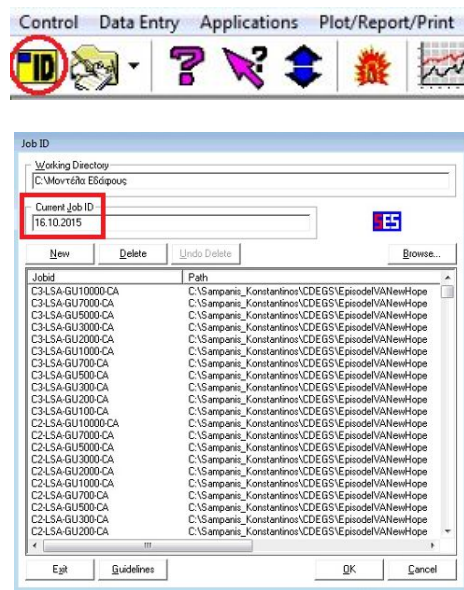 Control Data Entry Applications Plot/Report/Print
ID
Job ID
Working Directory
C:\Μοντέλα Εδάφους
Current Job ID
16.10.2015
SES
New Delete Undo Delete Browse...
Jobid Path
C3-LSA-GU10000-CA C:\Sampanis_Konstantinos\CDEGS\EpisodeIVANewHope
C3-LSA-GU7000-CA C:\Sampanis_Konstantinos\CDEGS\EpisodeIVANewHope
C3-LSA-GU5000-CA C:\Sampanis_Konstantinos\CDEGS\EpisodeIVANewHope
C3-LSA-GU3000-CA C:\Sampanis_Konstantinos\CDEGS\EpisodeIVANewHope
C3-LSA-GU2000-CA C:\Sampanis_Konstantinos\CDEGS\EpisodeIVANewHope
C3-LSA-GU1000-CA C:\Sampanis_Konstantinos\CDEGS\EpisodeIVANewHope
C3-LSA-GU700-CA C:\Sampanis_Konstantinos\CDEGS\EpisodeIVANewHope
C3-LSA-GU500-CA C:\Sampanis_Konstantinos\CDEGS\EpisodeIVANewHope
C3-LSA-GU300-CA C:\Sampanis_Konstantinos\CDEGS\EpisodeIVANewHope
C3-LSA-GU200-CA C:\Sampanis_Konstantinos\CDEGS\EpisodeIVANewHope
C3-LSA-GU100-CA C:\Sampanis_Konstantinos\CDEGS\EpisodeIVANewHope
C2-LSA-GU10000-CA C:\Sampanis_Konstantinos\CDEGS\EpisodeIVANewHope
C2-LSA-GU7000-CA C:\Sampanis_Konstantinos\CDEGS\EpisodeIVANewHope
C2-LSA-GU5000-CA C:\Sampanis_Konstantinos\CDEGS\EpisodeIVANewHope
C2-LSA-GU3000-CA C:\Sampanis_Konstantinos\CDEGS\EpisodeIVANewHope
C2-LSA-GU2000-CA C:\Sampanis_Konstantinos\CDEGS\EpisodeIVANewHope
C2-LSA-GU1000-CA C:\Sampanis_Konstantinos\CDEGS\EpisodeIVANewHope
C2-LSA-GU700-CA C:\Sampanis_Konstantinos\CDEGS\EpisodeIVANewHope
C2-LSA-GU500-CA C:\Sampanis_Konstantinos\CDEGS\EpisodeIVANewHope
C2-LSA-GU300-CA C:\Sampanis_Konstantinos\CDEGS\EpisodeIVANewHope
C2-LSA-GU200-CA C:\Sampanis_Konstantinos\CDEGS\EpisodeIVANewHope
Exit Guidelines OK Cancel